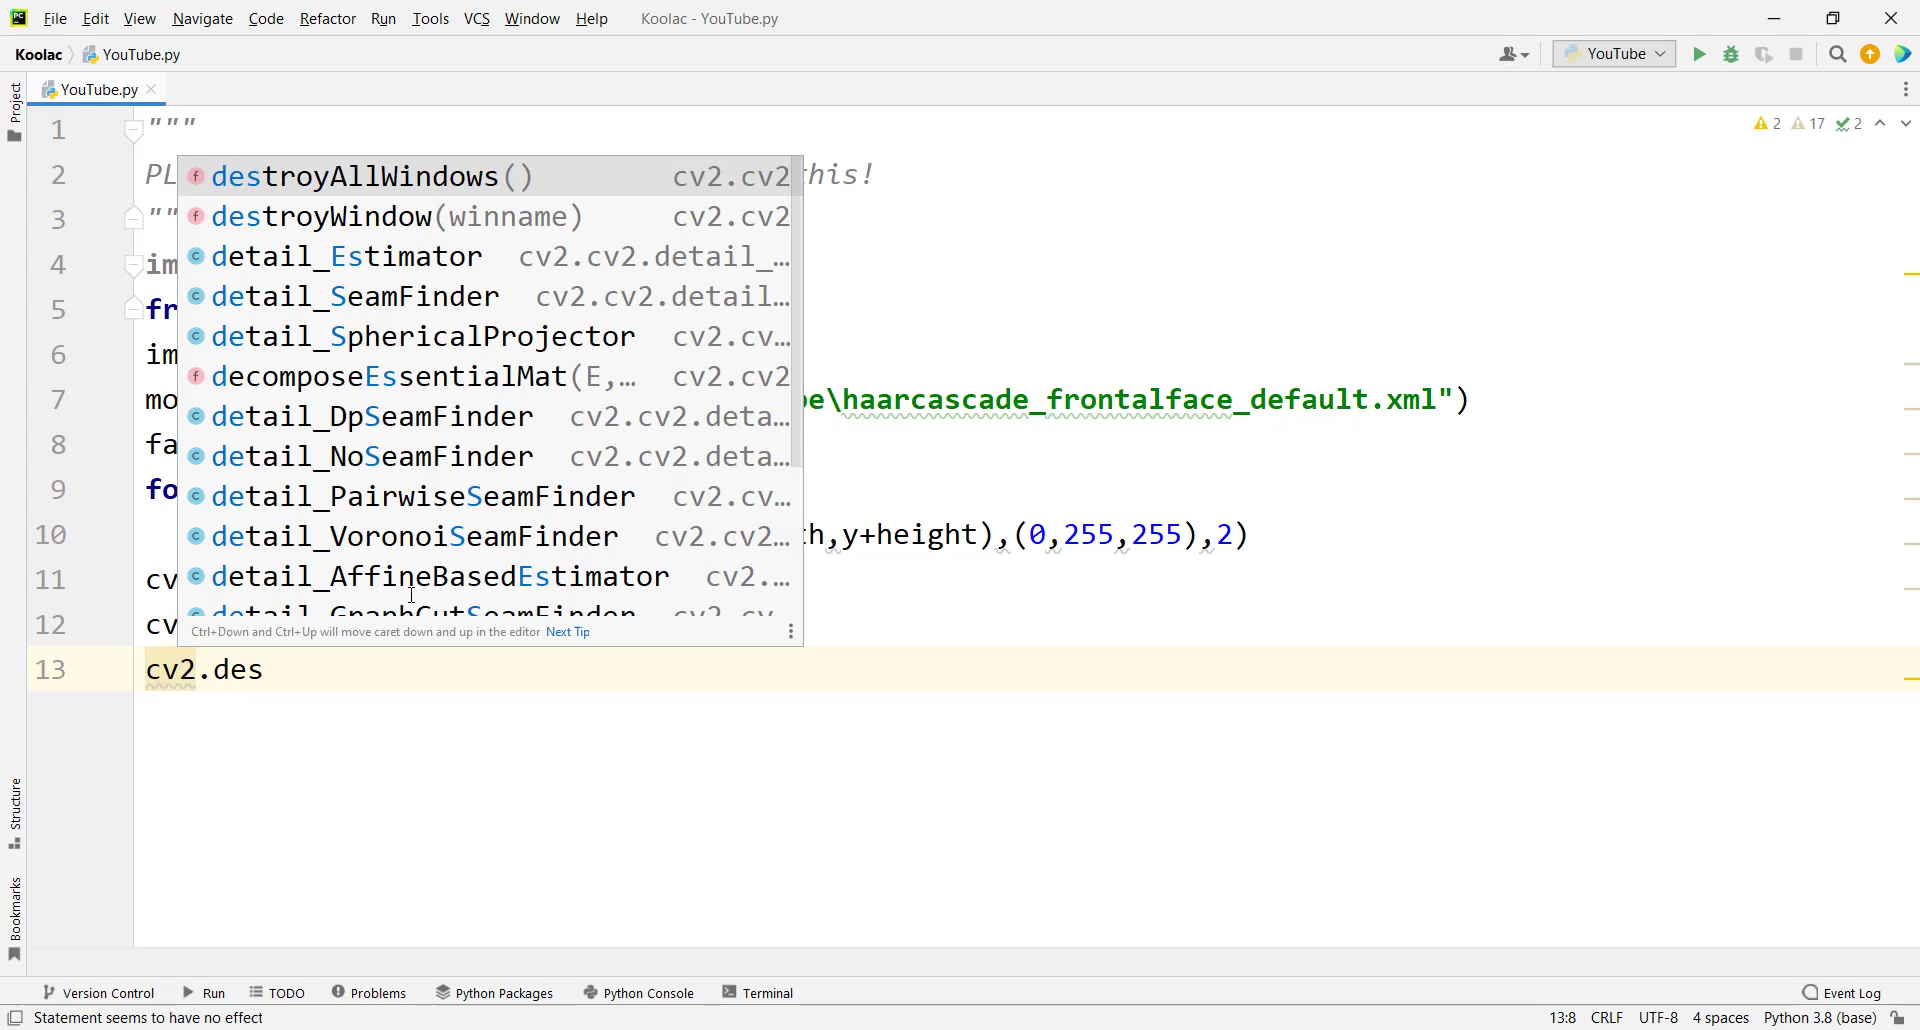 File Edit View Navigate Code Refactor Run Tools VCS Window Help Koolac - YouTube.py
Koolac YouTube.py YouTube
Project
YouTube.py
1 """ 2 17 2
2 PL his!
3 ""
4 im
5 fr
6 im
7 mo e\haarcascade_frontalface_default.xml")
8 fa
9 fo
10 h,y+height),(0,255,255),2)
11 cv
12 cv
13 cv2.des
destroyAllWindows() cv2.cv2
destroyWindow(winname) cv2.cv2
detail_Estimator cv2.cv2.detail_…
detail_SeamFinder cv2.cv2.detail…
detail_SphericalProjector cv2.cv…
decomposeEssentialMat(E,… cv2.cv2
detail_DpSeamFinder cv2.cv2.deta…
detail_NoSeamFinder cv2.cv2.deta…
detail_PairwiseSeamFinder cv2.cv…
detail_VoronoiSeamFinder cv2.cv2…
detail_AffineBasedEstimator cv2.…
detail_GraphCutSeamFinder cv2.cv…
Ctrl+Down and Ctrl+Up will move caret down and up in the editor Next Tip
Structure
Bookmarks
Version Control Run TODO Problems Python Packages Python Console Terminal Event Log
Statement seems to have no effect 13:8 CRLF UTF-8 4 spaces Python 3.8 (base)